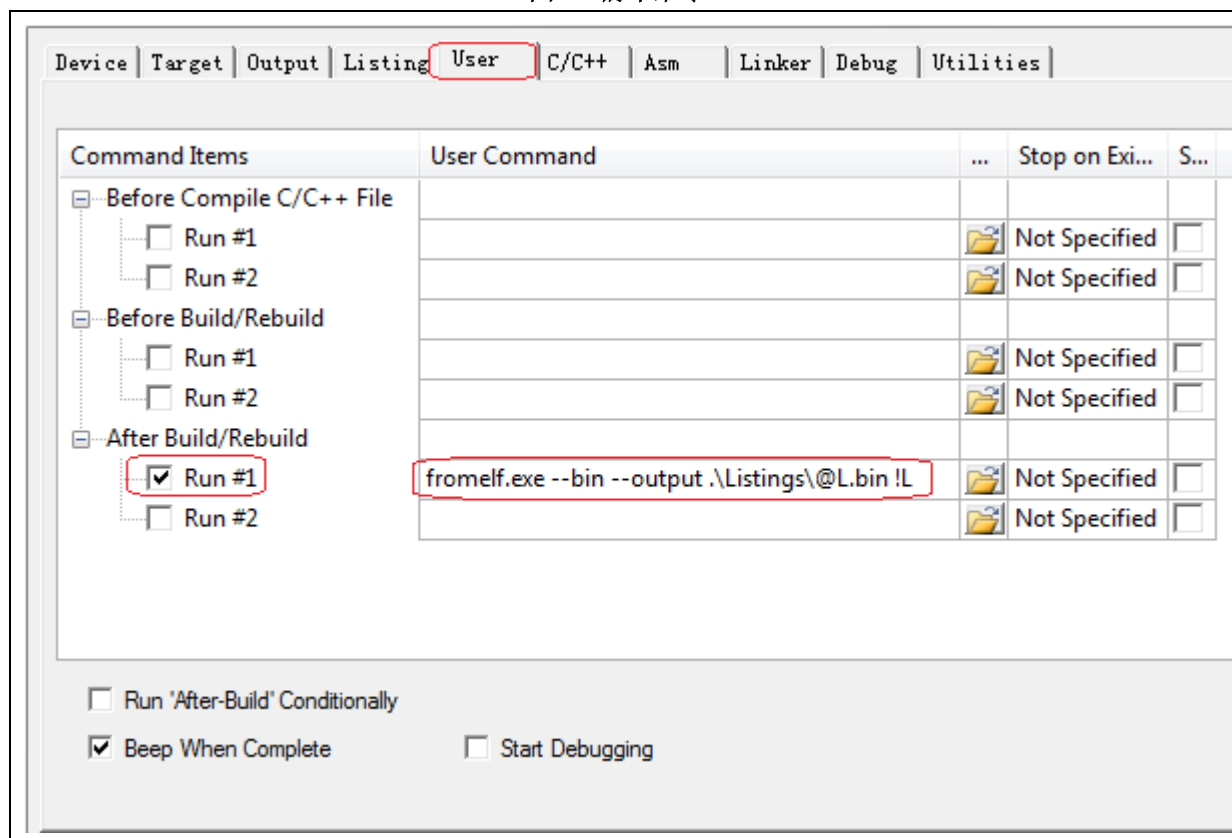 Device Target Output Listing User C/C++ Asm Linker Debug Utilities
Command Items User Command ... Stop on Exi... S...
Before Compile C/C++ File
Run #1 Not Specified
Run #2 Not Specified
Before Build/Rebuild
Run #1 Not Specified
Run #2 Not Specified
After Build/Rebuild
Run #1 fromelf.exe --bin --output .\Listings\@L.bin !L Not Specified
Run #2 Not Specified
Run 'After-Build' Conditionally
Beep When Complete Start Debugging